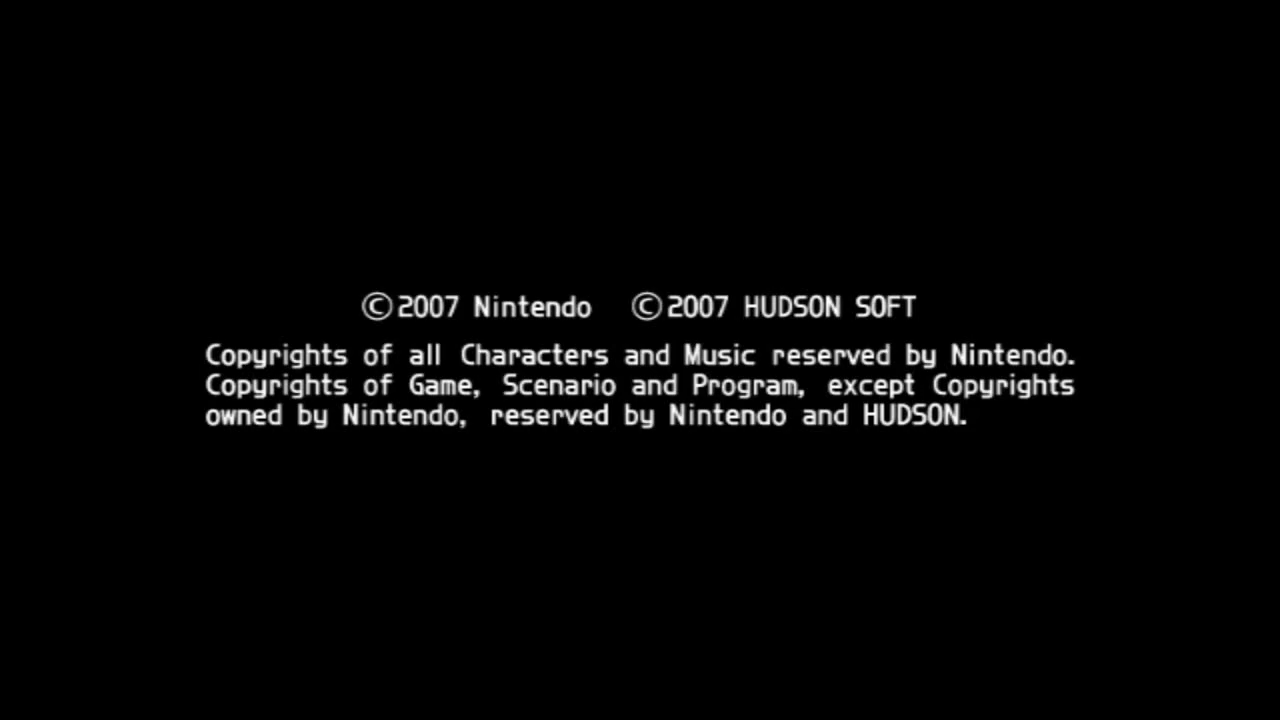 ©2007 Nintendo ©2007 HUDSON SOFT
Copyrights of all Characters and Music reserved by Nintendo.
Copyrights of Game, Scenario and Program, except Copyrights
owned by Nintendo, reserved by Nintendo and HUDSON.